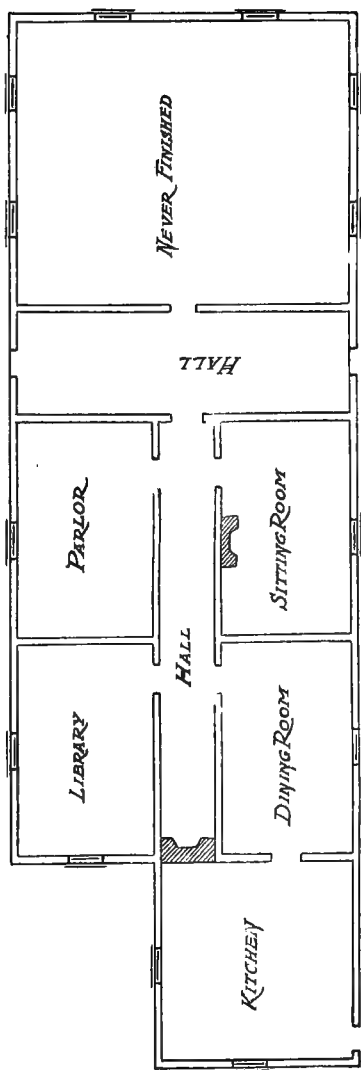 NEVER FINISHED
HALL
PARLOR
SITTING ROOM
HALL
LIBRARY
DINING ROOM
KITCHEN